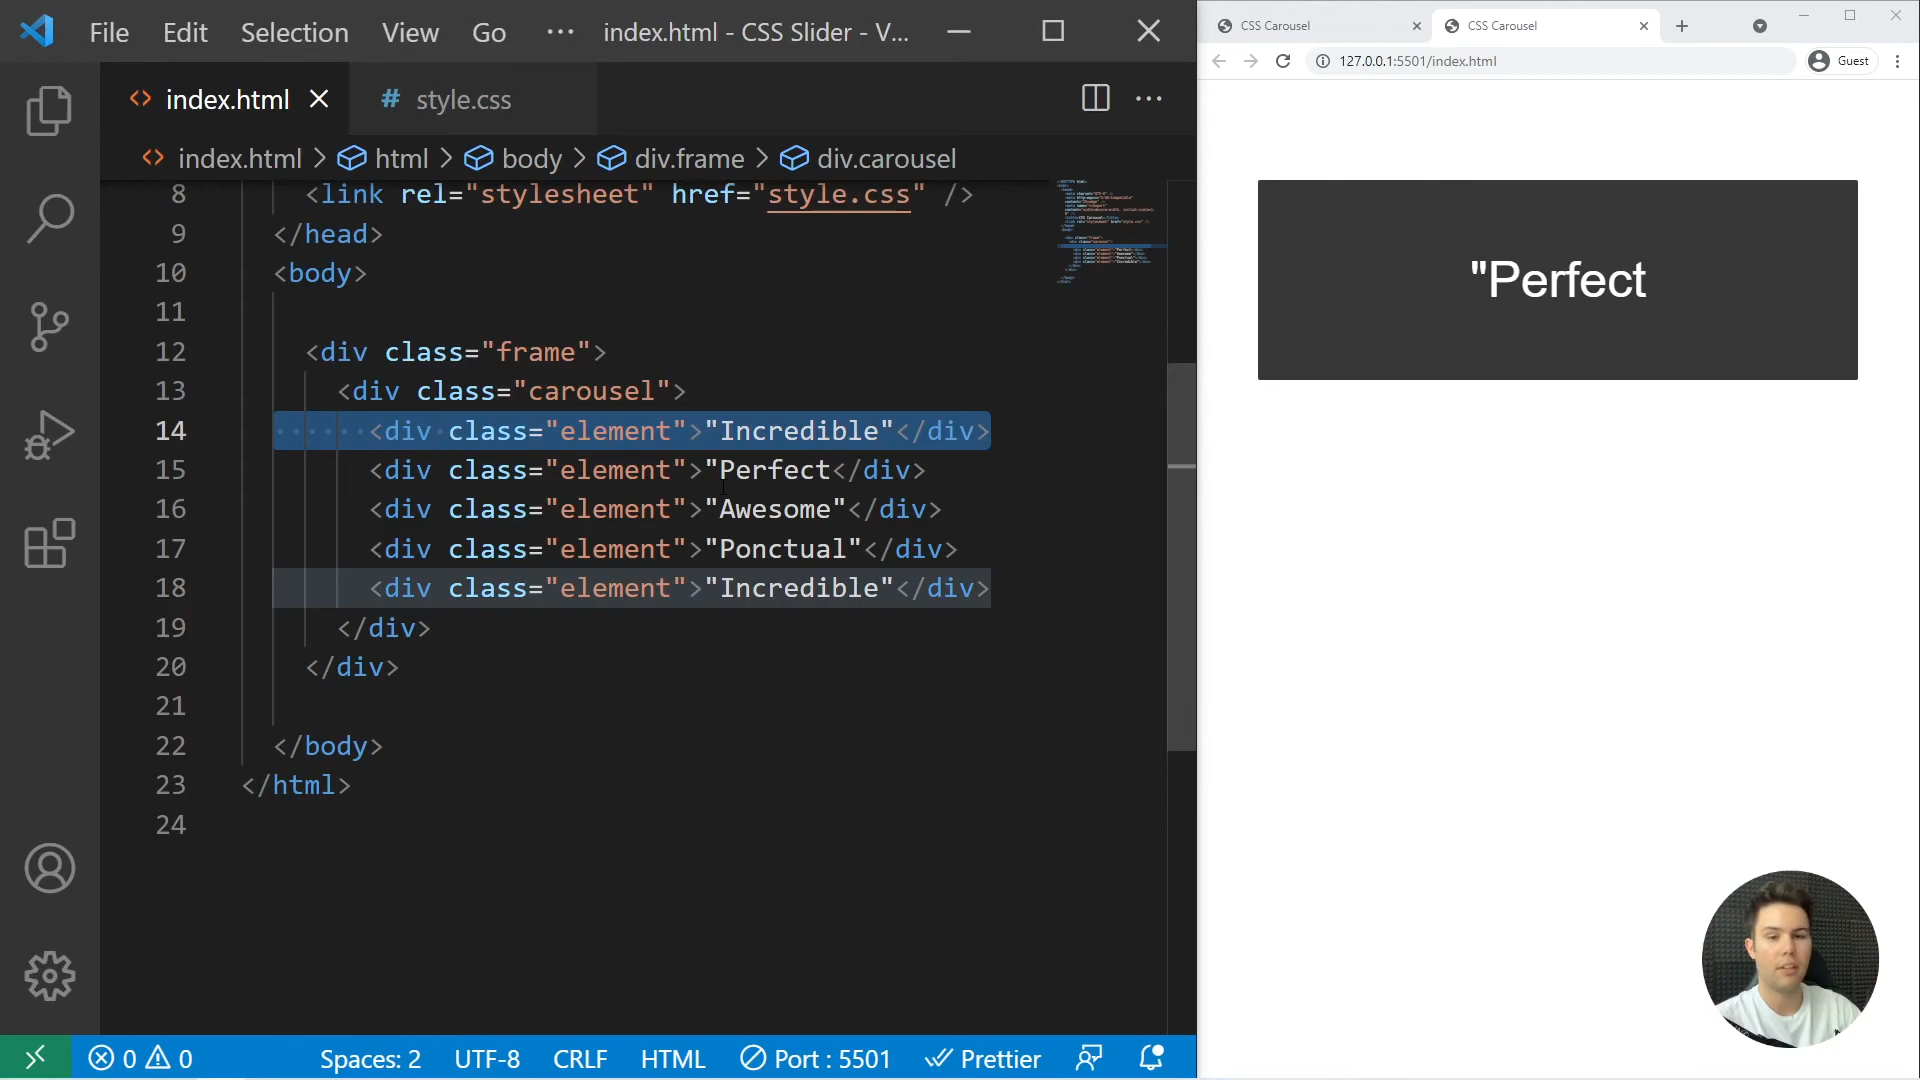 File Edit Selection View Go ··· index.html - CSS Slider - V...
index.html # style.css
index.html > html > body > div.frame > div.carousel
8 <link rel="stylesheet" href="style.css" />
9 </head>
10 <body>
11
12 <div class="frame">
13 <div class="carousel">
14 <div class="element">"Incredible"</div>
15 <div class="element">"Perfect</div>
16 <div class="element">"Awesome"</div>
17 <div class="element">"Ponctual"</div>
18 <div class="element">"Incredible"</div>
19 </div>
20 </div>
21
22 </body>
23 </html>
24
0 0 Spaces: 2 UTF-8 CRLF HTML Port : 5501 Prettier
CSS Carousel CSS Carousel
127.0.0.1:5501/index.html Guest
"Perfect